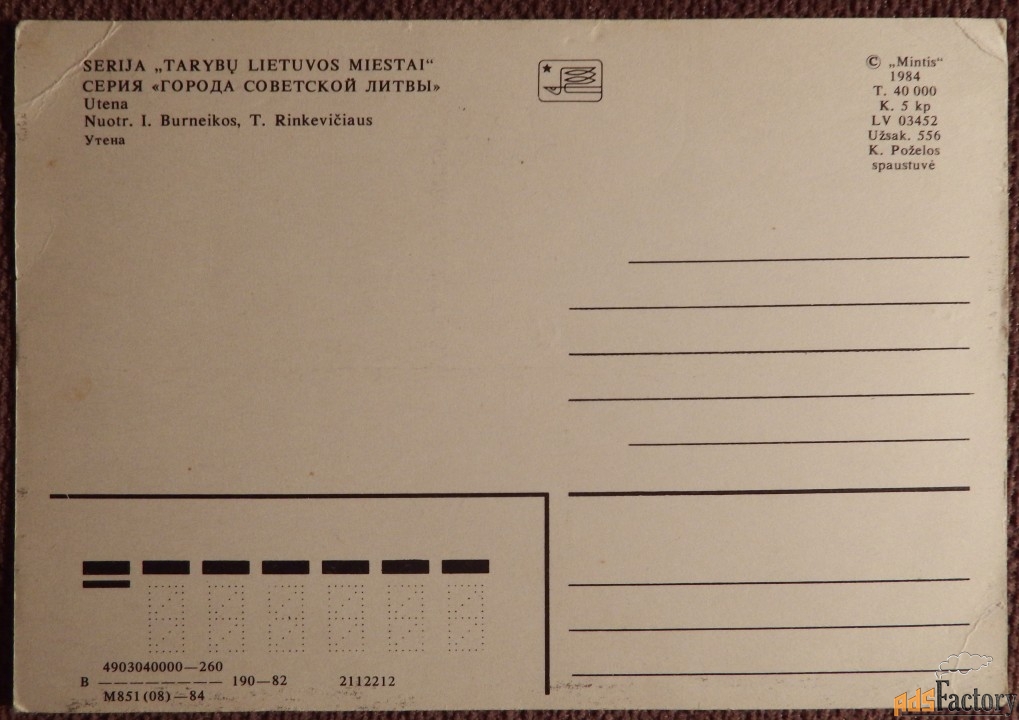 SERIJA „TARYBŲ LIETUVOS MIESTAI“
СЕРИЯ «ГОРОДА СОВЕТСКОЙ ЛИТВЫ»
Utena
Nuotr. I. Burneikos, T. Rinkevičiaus
Утена
© „Mintis“
1984
T. 40 000
K. 5 kp
LV 03452
Užsak. 556
K. Poželos
spaustuvė
4903040000—260
В ———————— 190—82 2112212
М851(08)—84
AdsFactory